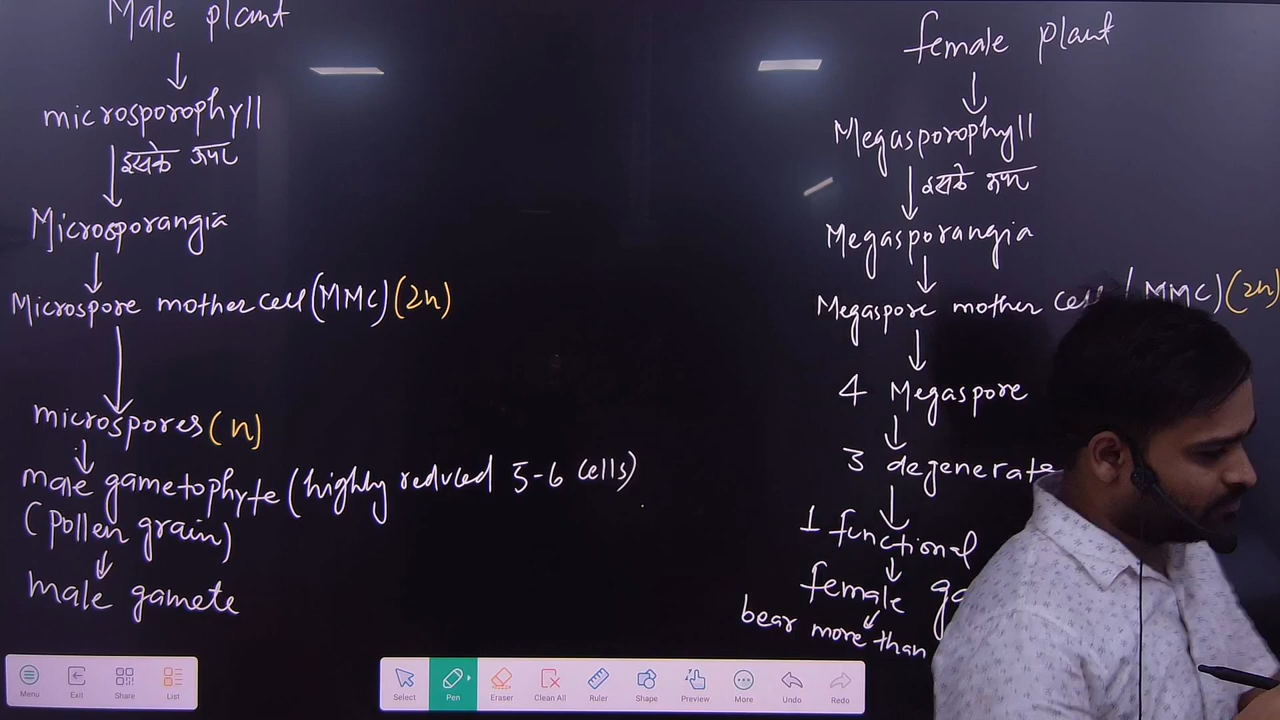 Male plant
microsporophyll
इसके ऊपर
Microsporangia
Microspore mother cell (MMC) (2n)
microspores (n)
male gametophyte (highly reduced 5-6 cells)
(Pollen grain)
male gamete
female plant
Megasporophyll
इसके ऊपर
Megasporangia
Megaspore mother cell (MMC) (2n)
4 Megaspore
3 degenerate
1 functional
female
bear more than
Menu
Exit
Share
List
Select
Pen
Eraser
Clean All
Ruler
Shape
Preview
More
Undo
Redo